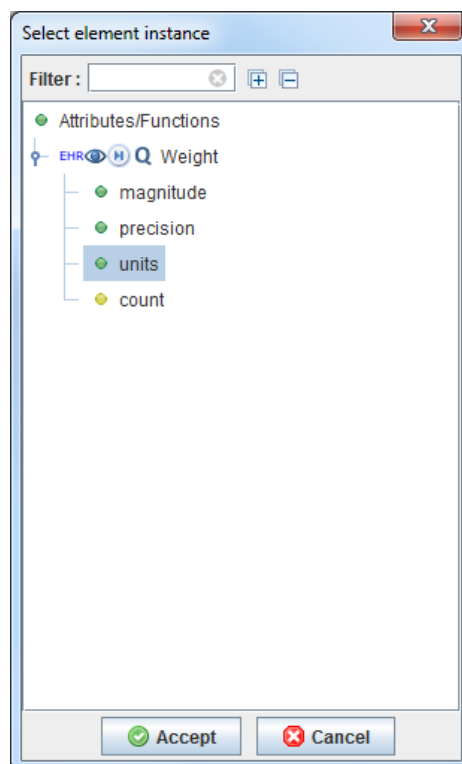 Select element instance
Filter :
Attributes/Functions
EHR H Q Weight
magnitude
precision
units
count
Accept Cancel